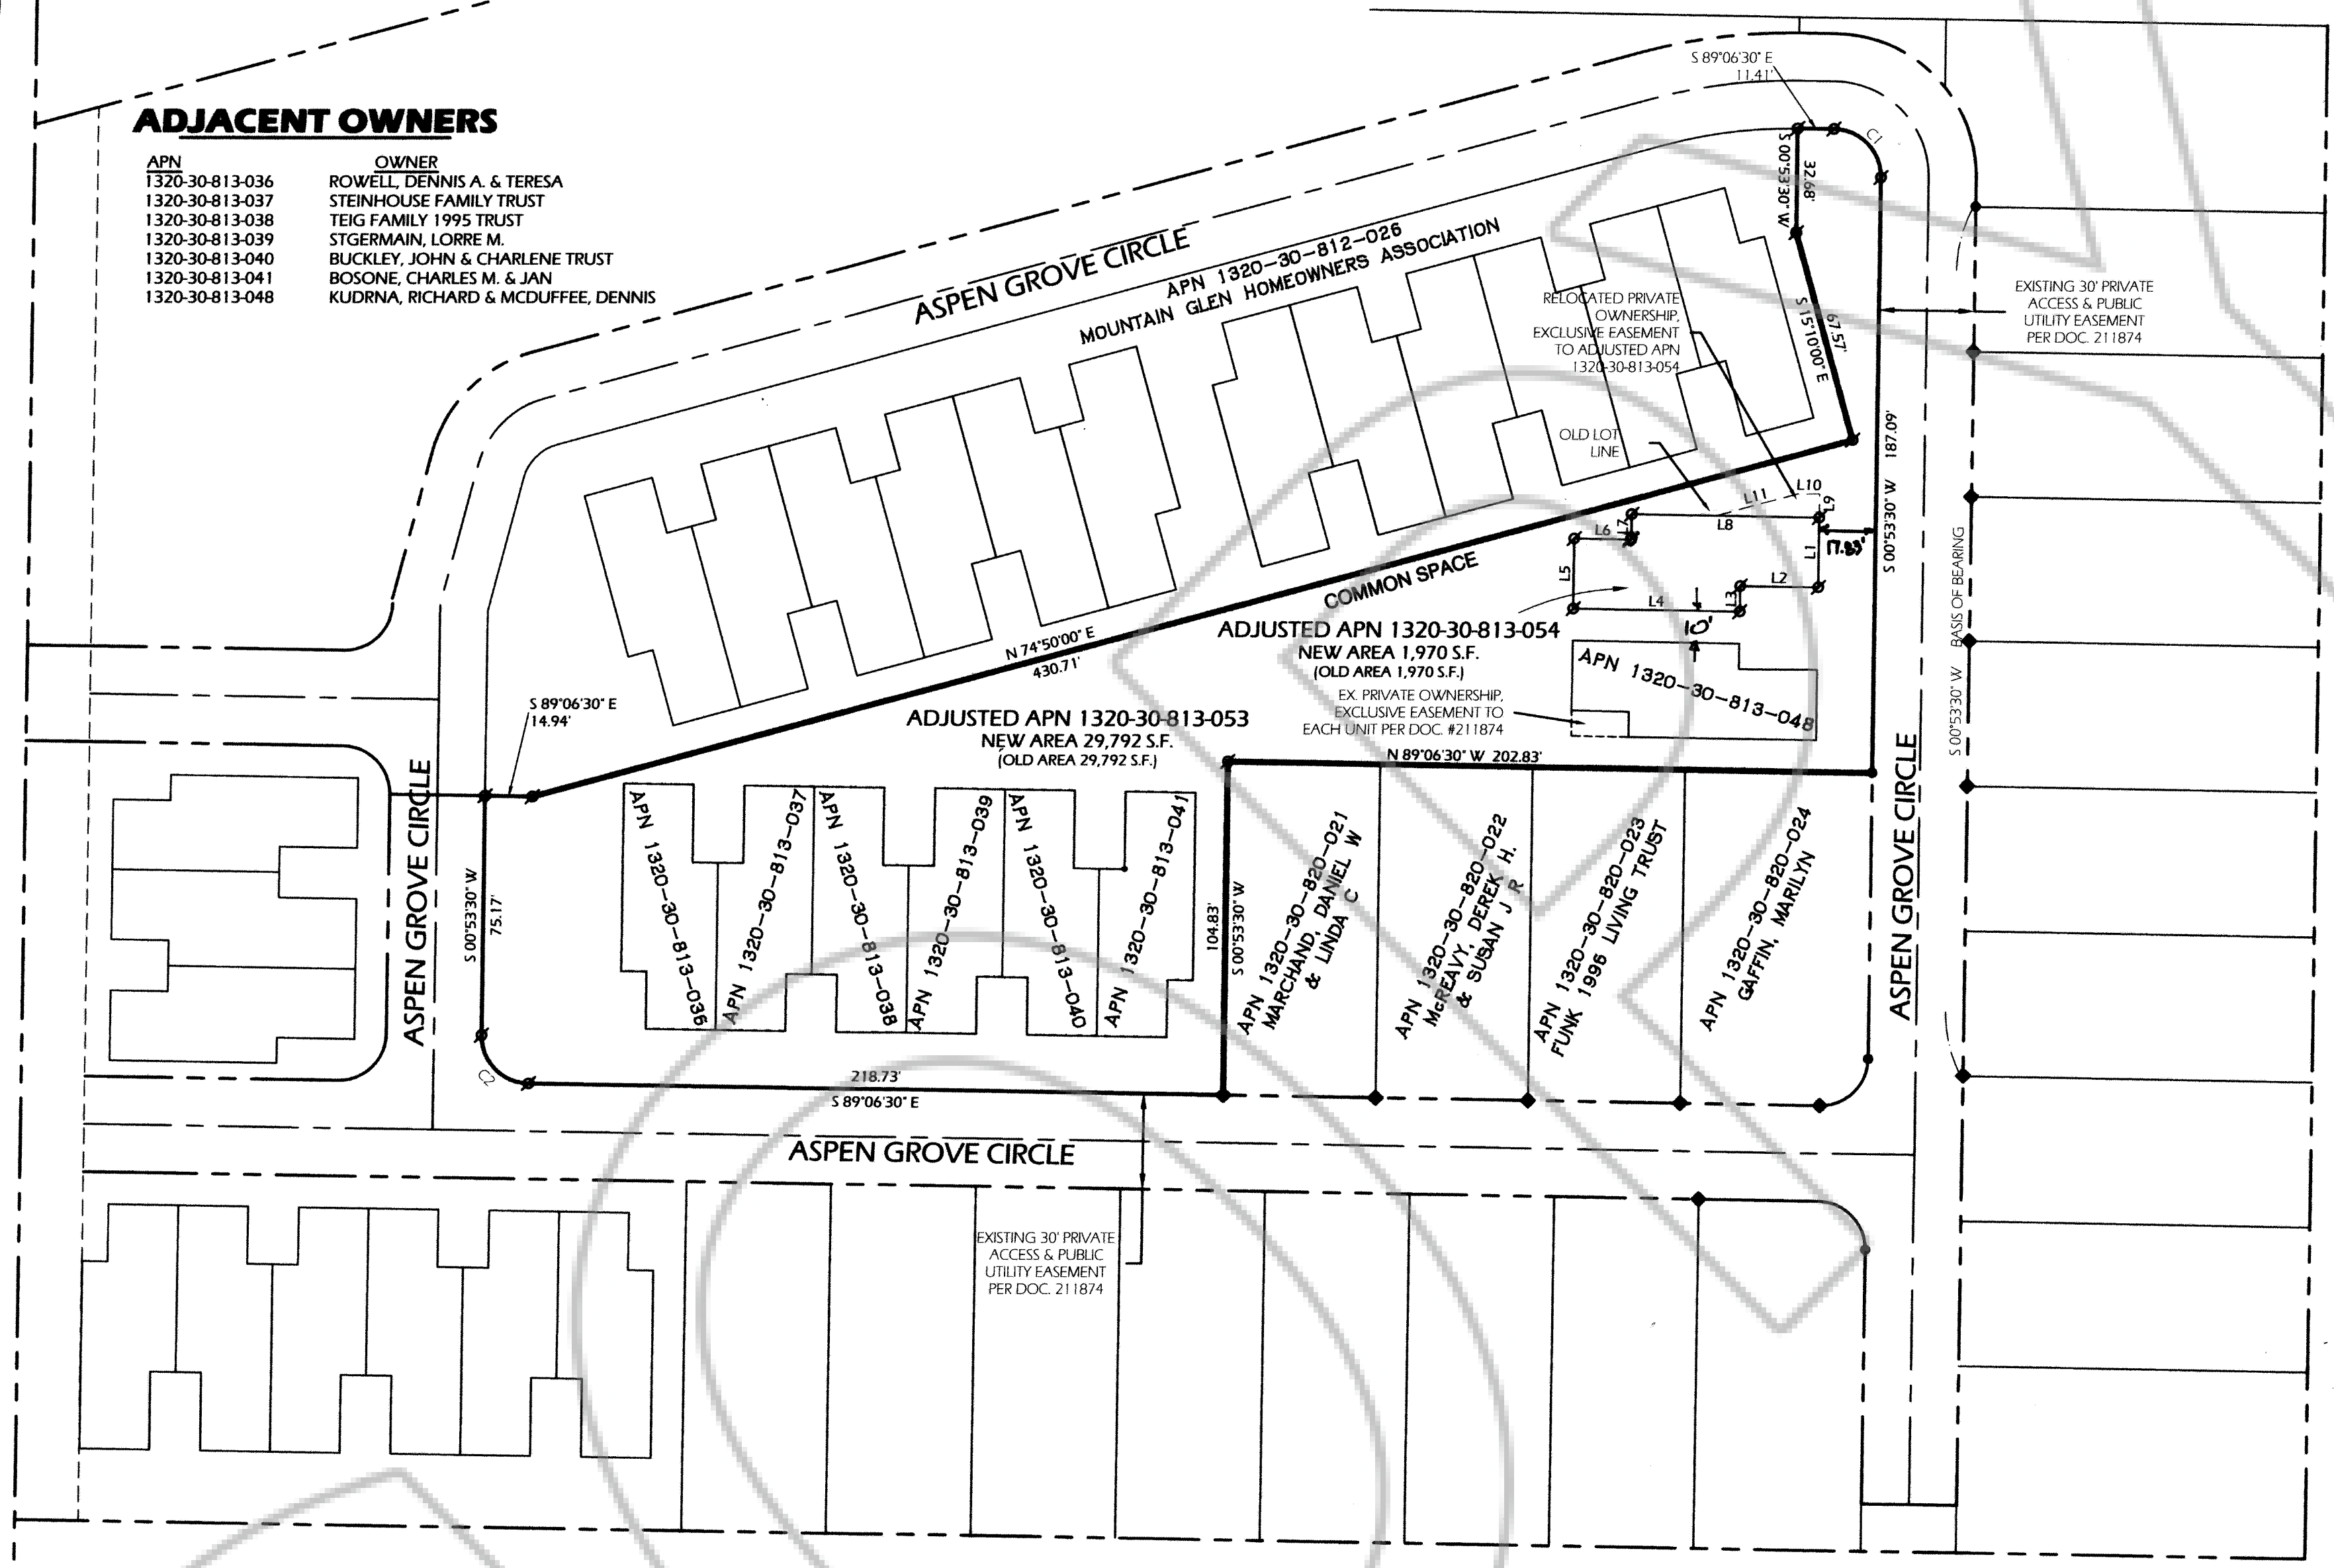 ADJACENT OWNERS
APN OWNER
1320-30-813-036 ROWELL, DENNIS A. & TERESA
1320-30-813-037 STEINHOUSE FAMILY TRUST
1320-30-813-038 TEIG FAMILY 1995 TRUST
1320-30-813-039 STGERMAIN, LORRE M.
1320-30-813-040 BUCKLEY, JOHN & CHARLENE TRUST
1320-30-813-041 BOSONE, CHARLES M. & JAN
1320-30-813-048 KUDRNA, RICHARD & MCDUFFEE, DENNIS
S 89°06'30" E
11.41'
C1
S 00°53'30" W
32.68'
ASPEN GROVE CIRCLE
APN 1320-30-812-026
MOUNTAIN GLEN HOMEOWNERS ASSOCIATION
RELOCATED PRIVATE
OWNERSHIP,
EXCLUSIVE EASEMENT
TO ADJUSTED APN
1320-30-813-054
S 15°10'00" E
67.57'
EXISTING 30' PRIVATE
ACCESS & PUBLIC
UTILITY EASEMENT
PER DOC. 211874
OLD LOT
LINE
S 00°53'30" W 187.09'
S 00°53'30" W BASIS OF BEARING
L11
L10
L9
L8
L7
L6
L5
L4
L3
L2
L1
17.83'
10'
COMMON SPACE
N 74°50'00" E
430.71'
ADJUSTED APN 1320-30-813-054
NEW AREA 1,970 S.F.
(OLD AREA 1,970 S.F.)
APN 1320-30-813-048
EX. PRIVATE OWNERSHIP,
EXCLUSIVE EASEMENT TO
EACH UNIT PER DOC. #211874
S 89°06'30" E
14.94'
ADJUSTED APN 1320-30-813-053
NEW AREA 29,792 S.F.
(OLD AREA 29,792 S.F.)
N 89°06'30" W 202.83'
ASPEN GROVE CIRCLE
S 00°53'30" W
75.17'
C2
APN 1320-30-813-036
APN 1320-30-813-037
APN 1320-30-813-038
APN 1320-30-813-039
APN 1320-30-813-040
APN 1320-30-813-041
104.83'
S 00°53'30" W
APN 1320-30-820-021
MARCHAND, DANIEL W
& LINDA C
APN 1320-30-820-022
McREAVY, DEREK H.
& SUSAN J R
APN 1320-30-820-023
FUNK 1996 LIVING TRUST
APN 1320-30-820-024
GAFFIN, MARILYN
ASPEN GROVE CIRCLE
218.73'
S 89°06'30" E
ASPEN GROVE CIRCLE
EXISTING 30' PRIVATE
ACCESS & PUBLIC
UTILITY EASEMENT
PER DOC. 211874